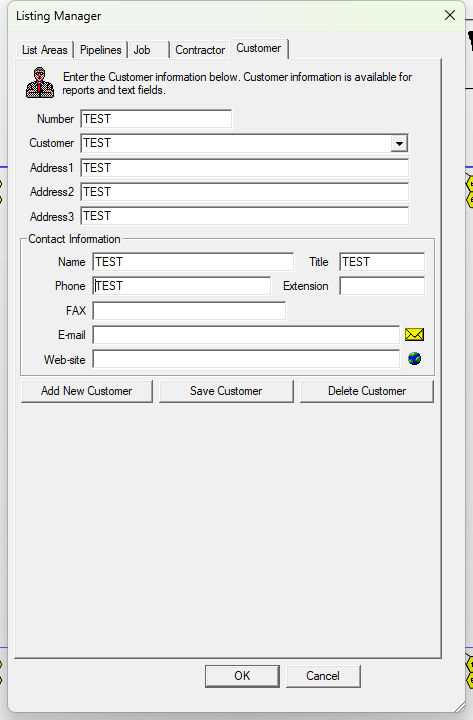 Listing Manager
List Areas Pipelines Job Contractor Customer
Enter the Customer information below. Customer information is available for
reports and text fields.
Number TEST
Customer TEST
Address1 TEST
Address2 TEST
Address3 TEST
Contact Information
Name TEST Title TEST
Phone TEST Extension
FAX
E-mail
Web-site
Add New Customer Save Customer Delete Customer
OK Cancel